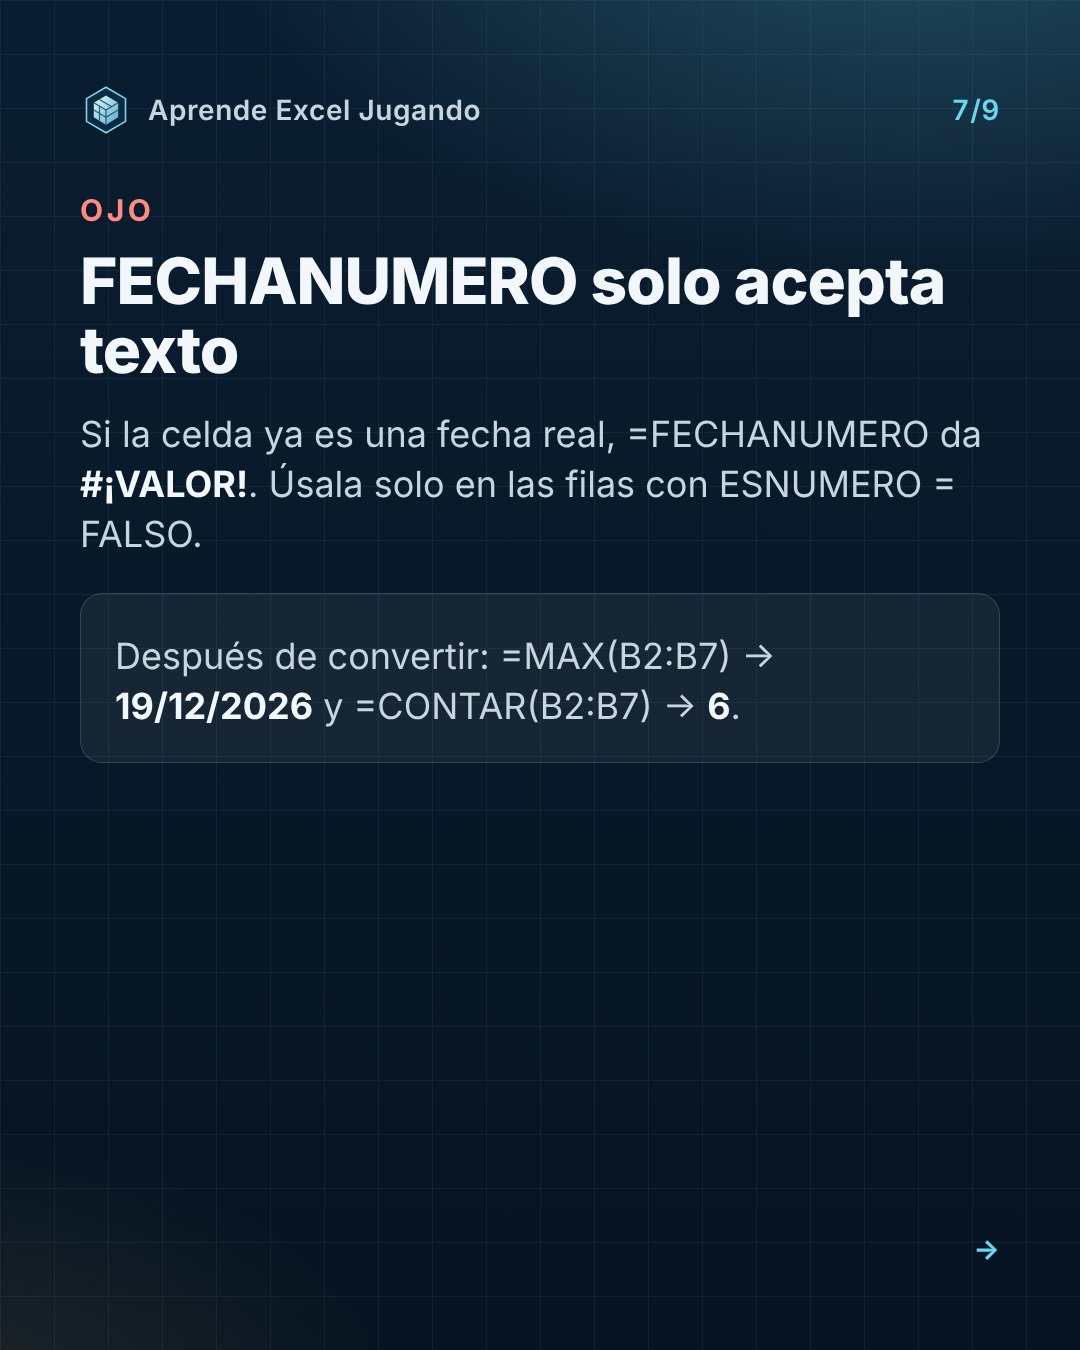 Aprende Excel Jugando
7/9
OJO
FECHANUMERO solo acepta
texto
Si la celda ya es una fecha real, =FECHANUMERO da
#¡VALOR!. Úsala solo en las filas con ESNUMERO =
FALSO.
Después de convertir: =MAX(B2:B7) →
19/12/2026 y =CONTAR(B2:B7) → 6.
→